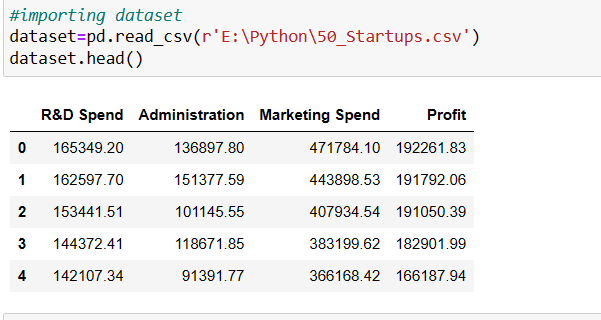 #importing dataset
dataset=pd.read_csv(r'E:\Python\50_Startups.csv')
dataset.head()
R&D Spend Administration Marketing Spend Profit
0 165349.20 136897.80 471784.10 192261.83
1 162597.70 151377.59 443898.53 191792.06
2 153441.51 101145.55 407934.54 191050.39
3 144372.41 118671.85 383199.62 182901.99
4 142107.34 91391.77 366168.42 166187.94